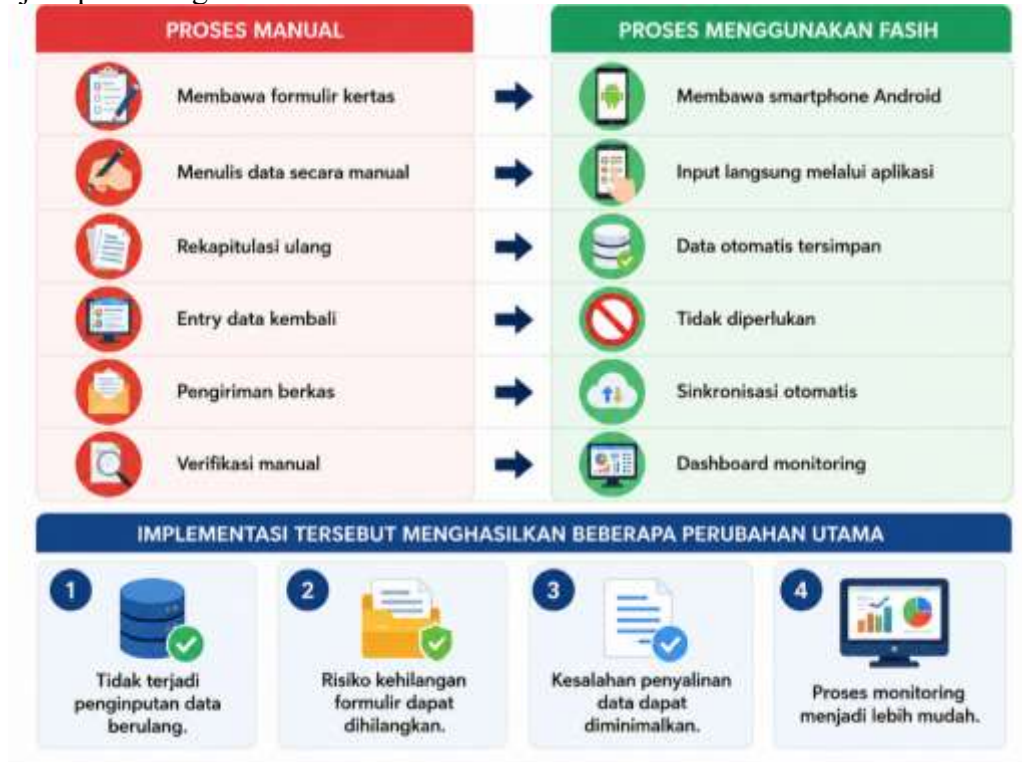 PROSES MANUAL
PROSES MENGGUNAKAN FASIH
Membawa formulir kertas
Membawa smartphone Android
Menulis data secara manual
Input langsung melalui aplikasi
Rekapitulasi ulang
Data otomatis tersimpan
Entry data kembali
Tidak diperlukan
Pengiriman berkas
Sinkronisasi otomatis
Verifikasi manual
Dashboard monitoring
IMPLEMENTASI TERSEBUT MENGHASILKAN BEBERAPA PERUBAHAN UTAMA
1
Tidak terjadi
penginputan data
berulang.
2
Risiko kehilangan
formulir dapat
dihilangkan.
3
Kesalahan penyalinan
data dapat
diminimalkan.
4
Proses monitoring
menjadi lebih mudah.